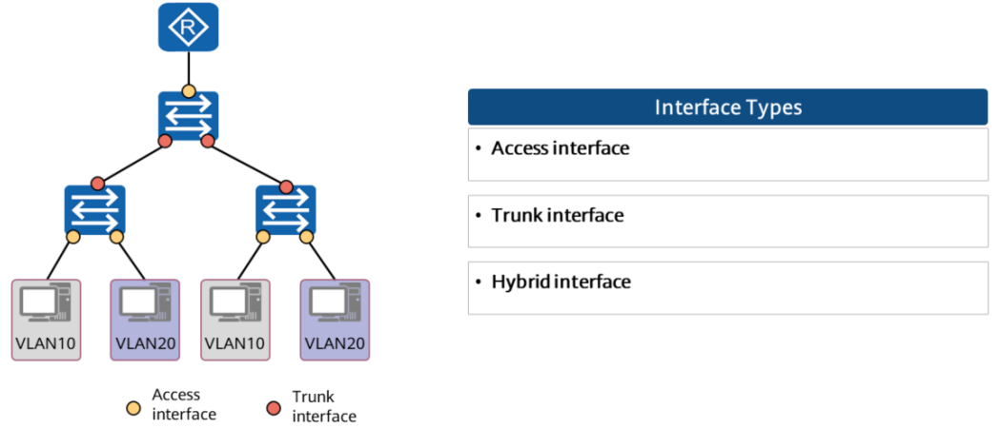 R
Interface Types
• Access interface
• Trunk interface
• Hybrid interface
VLAN10
VLAN20
VLAN10
VLAN20
Access
interface
Trunk
interface